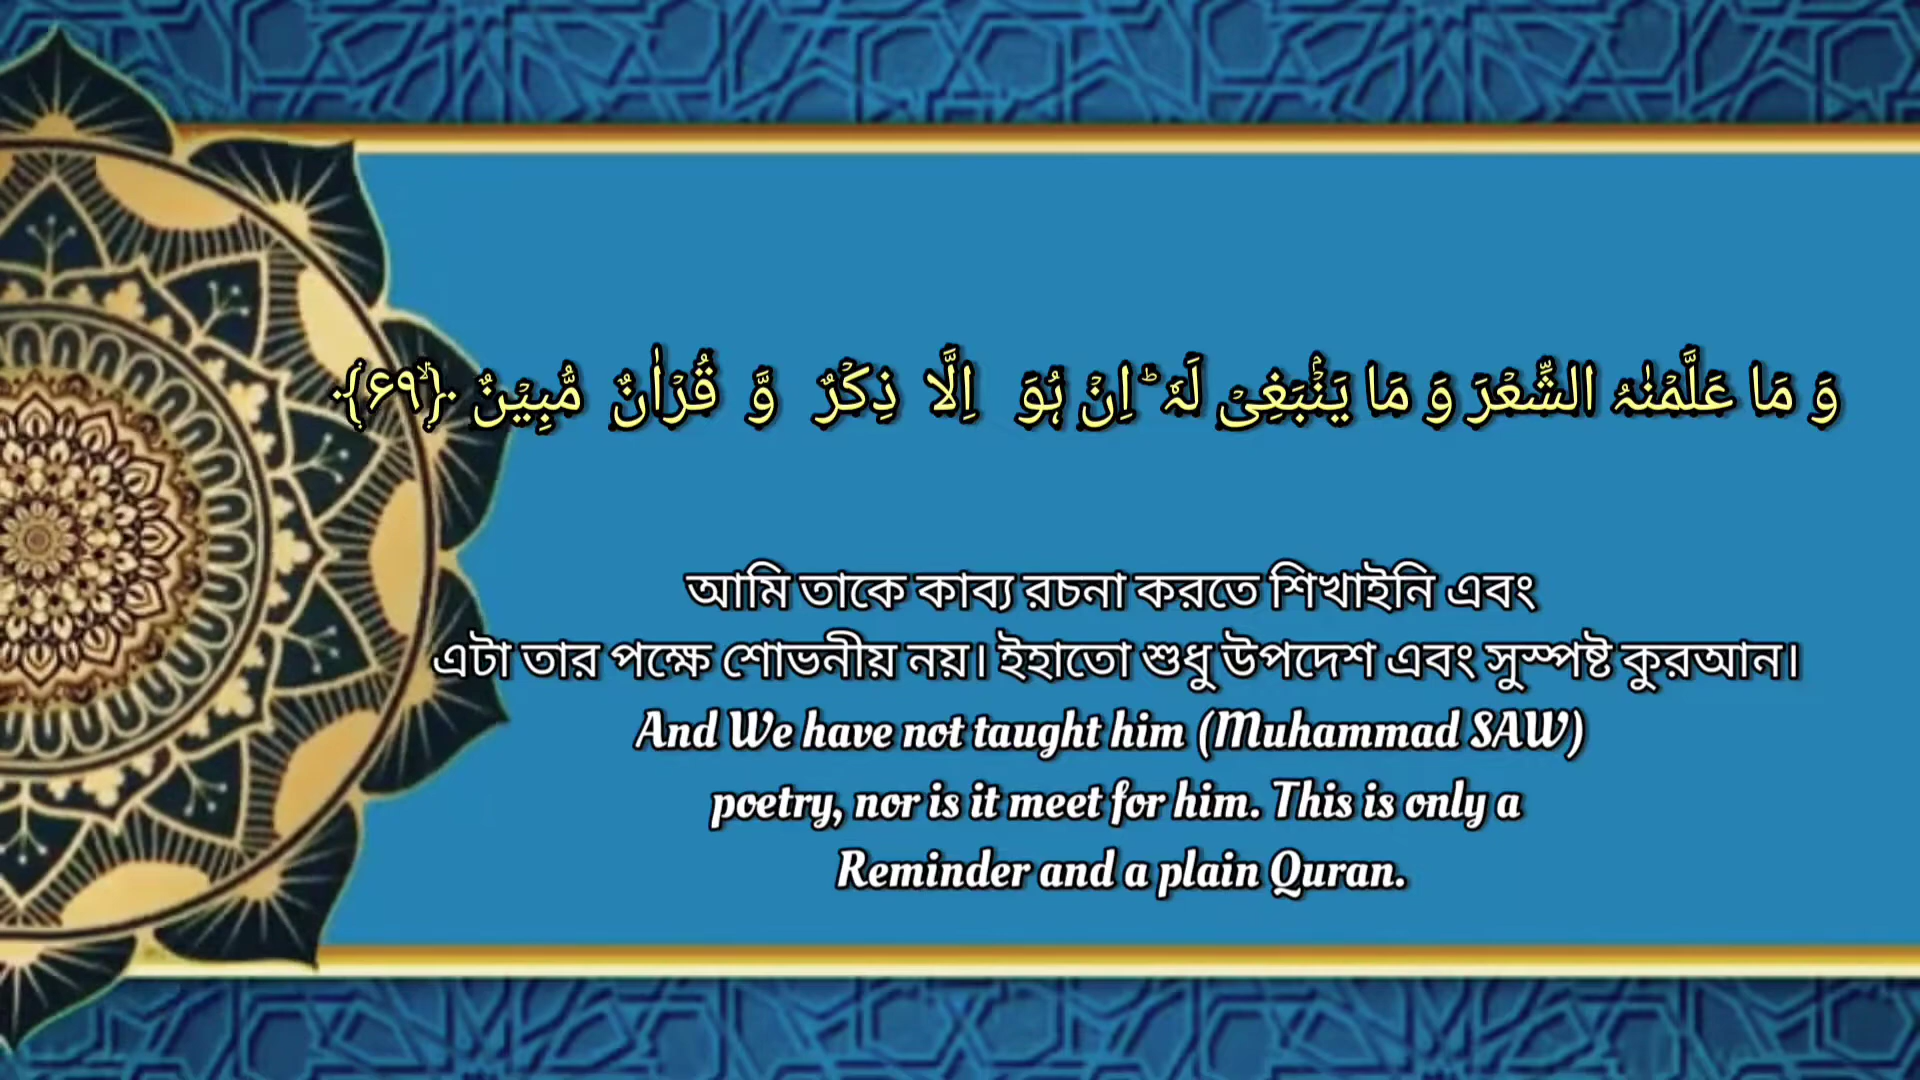 وَ مَا عَلَّمۡنٰہُ الشِّعۡرَ وَ مَا یَنۡۢبَغِیۡ لَہٗ ؕ اِنۡ ہُوَ اِلَّا ذِکۡرٌ وَّ قُرۡاٰنٌ مُّبِیۡنٌ ﴿ۙ۶۹﴾
আমি তাকে কাব্য রচনা করতে শিখাইনি এবং
এটা তার পক্ষে শোভনীয় নয়। ইহাতো শুধু উপদেশ এবং সুস্পষ্ট কুরআন।
And We have not taught him (Muhammad SAW)
poetry, nor is it meet for him. This is only a
Reminder and a plain Quran.